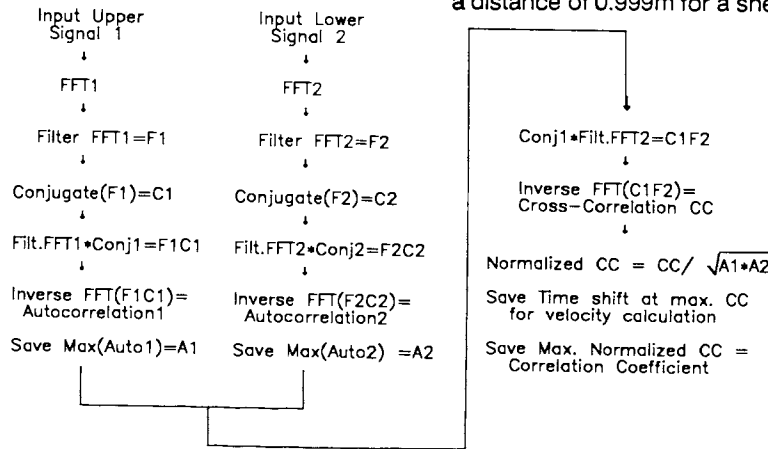 a distance of 0.999m for a she
Input Upper
Signal 1
↓
FFT1
↓
Filter FFT1=F1
↓
Conjugate(F1)=C1
↓
Filt.FFT1*Conj1=F1C1
↓
Inverse FFT(F1C1)=
Autocorrelation1
Save Max(Auto1)=A1
Input Lower
Signal 2
↓
FFT2
↓
Filter FFT2=F2
↓
Conjugate(F2)=C2
↓
Filt.FFT2*Conj2=F2C2
↓
Inverse FFT(F2C2)=
Autocorrelation2
Save Max(Auto2) =A2
Conj1*Filt.FFT2=C1F2
↓
Inverse FFT(C1F2)=
Cross-Correlation CC
↓
Normalized CC = CC/ √A1*A2
Save Time shift at max. CC
for velocity calculation
Save Max. Normalized CC =
Correlation Coefficient